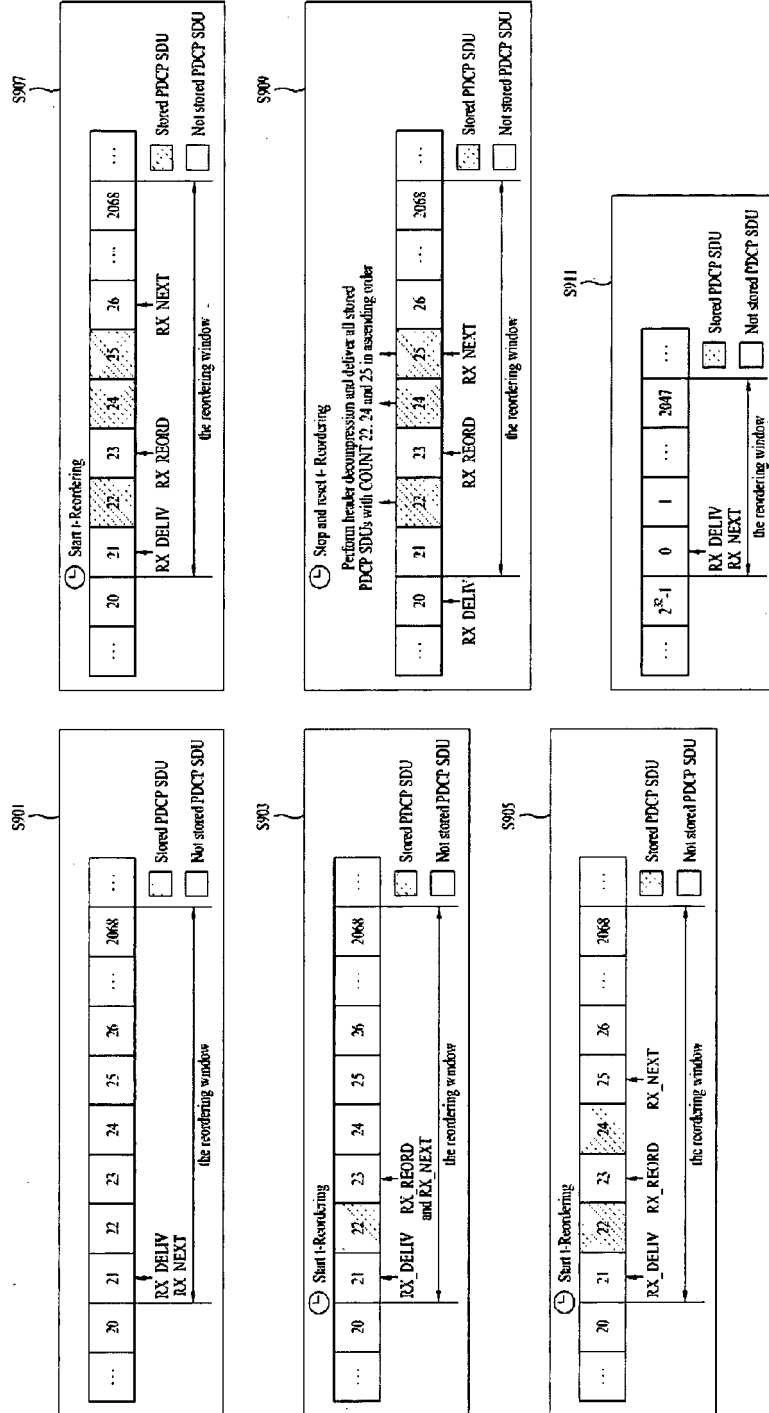 S901
... 20 21 22 23 24 25 26 ... 2068 ...
RX_DELIV
RX_NEXT
the reordering window
Stored PDCP SDU
Not stored PDCP SDU
S903
Start t-Reordering
... 20 21 22 23 24 25 26 ... 2068 ...
RX_DELIV RX_REORD
and RX_NEXT
the reordering window
Stored PDCP SDU
Not stored PDCP SDU
S905
Start t-Reordering
... 20 21 22 23 24 25 26 ... 2068 ...
RX_DELIV RX_REORD RX_NEXT
the reordering window
Stored PDCP SDU
Not stored PDCP SDU
S907
Start t-Reordering
... 20 21 22 23 24 25 26 ... 2068 ...
RX_DELIV RX_REORD RX_NEXT
the reordering window
Stored PDCP SDU
Not stored PDCP SDU
S909
Stop and reset t-Reordering
Perform header decompression and deliver all stored
PDCP SDUs with COUNT 22, 24 and 25 in ascending order
... 20 21 22 23 24 25 26 ... 2068 ...
RX_DELIV RX_REORD RX_NEXT
the reordering window
Stored PDCP SDU
Not stored PDCP SDU
S911
... 2^32-1 0 1 ... 2047 ...
RX_DELIV
RX_NEXT
the reordering window
Stored PDCP SDU
Not stored PDCP SDU